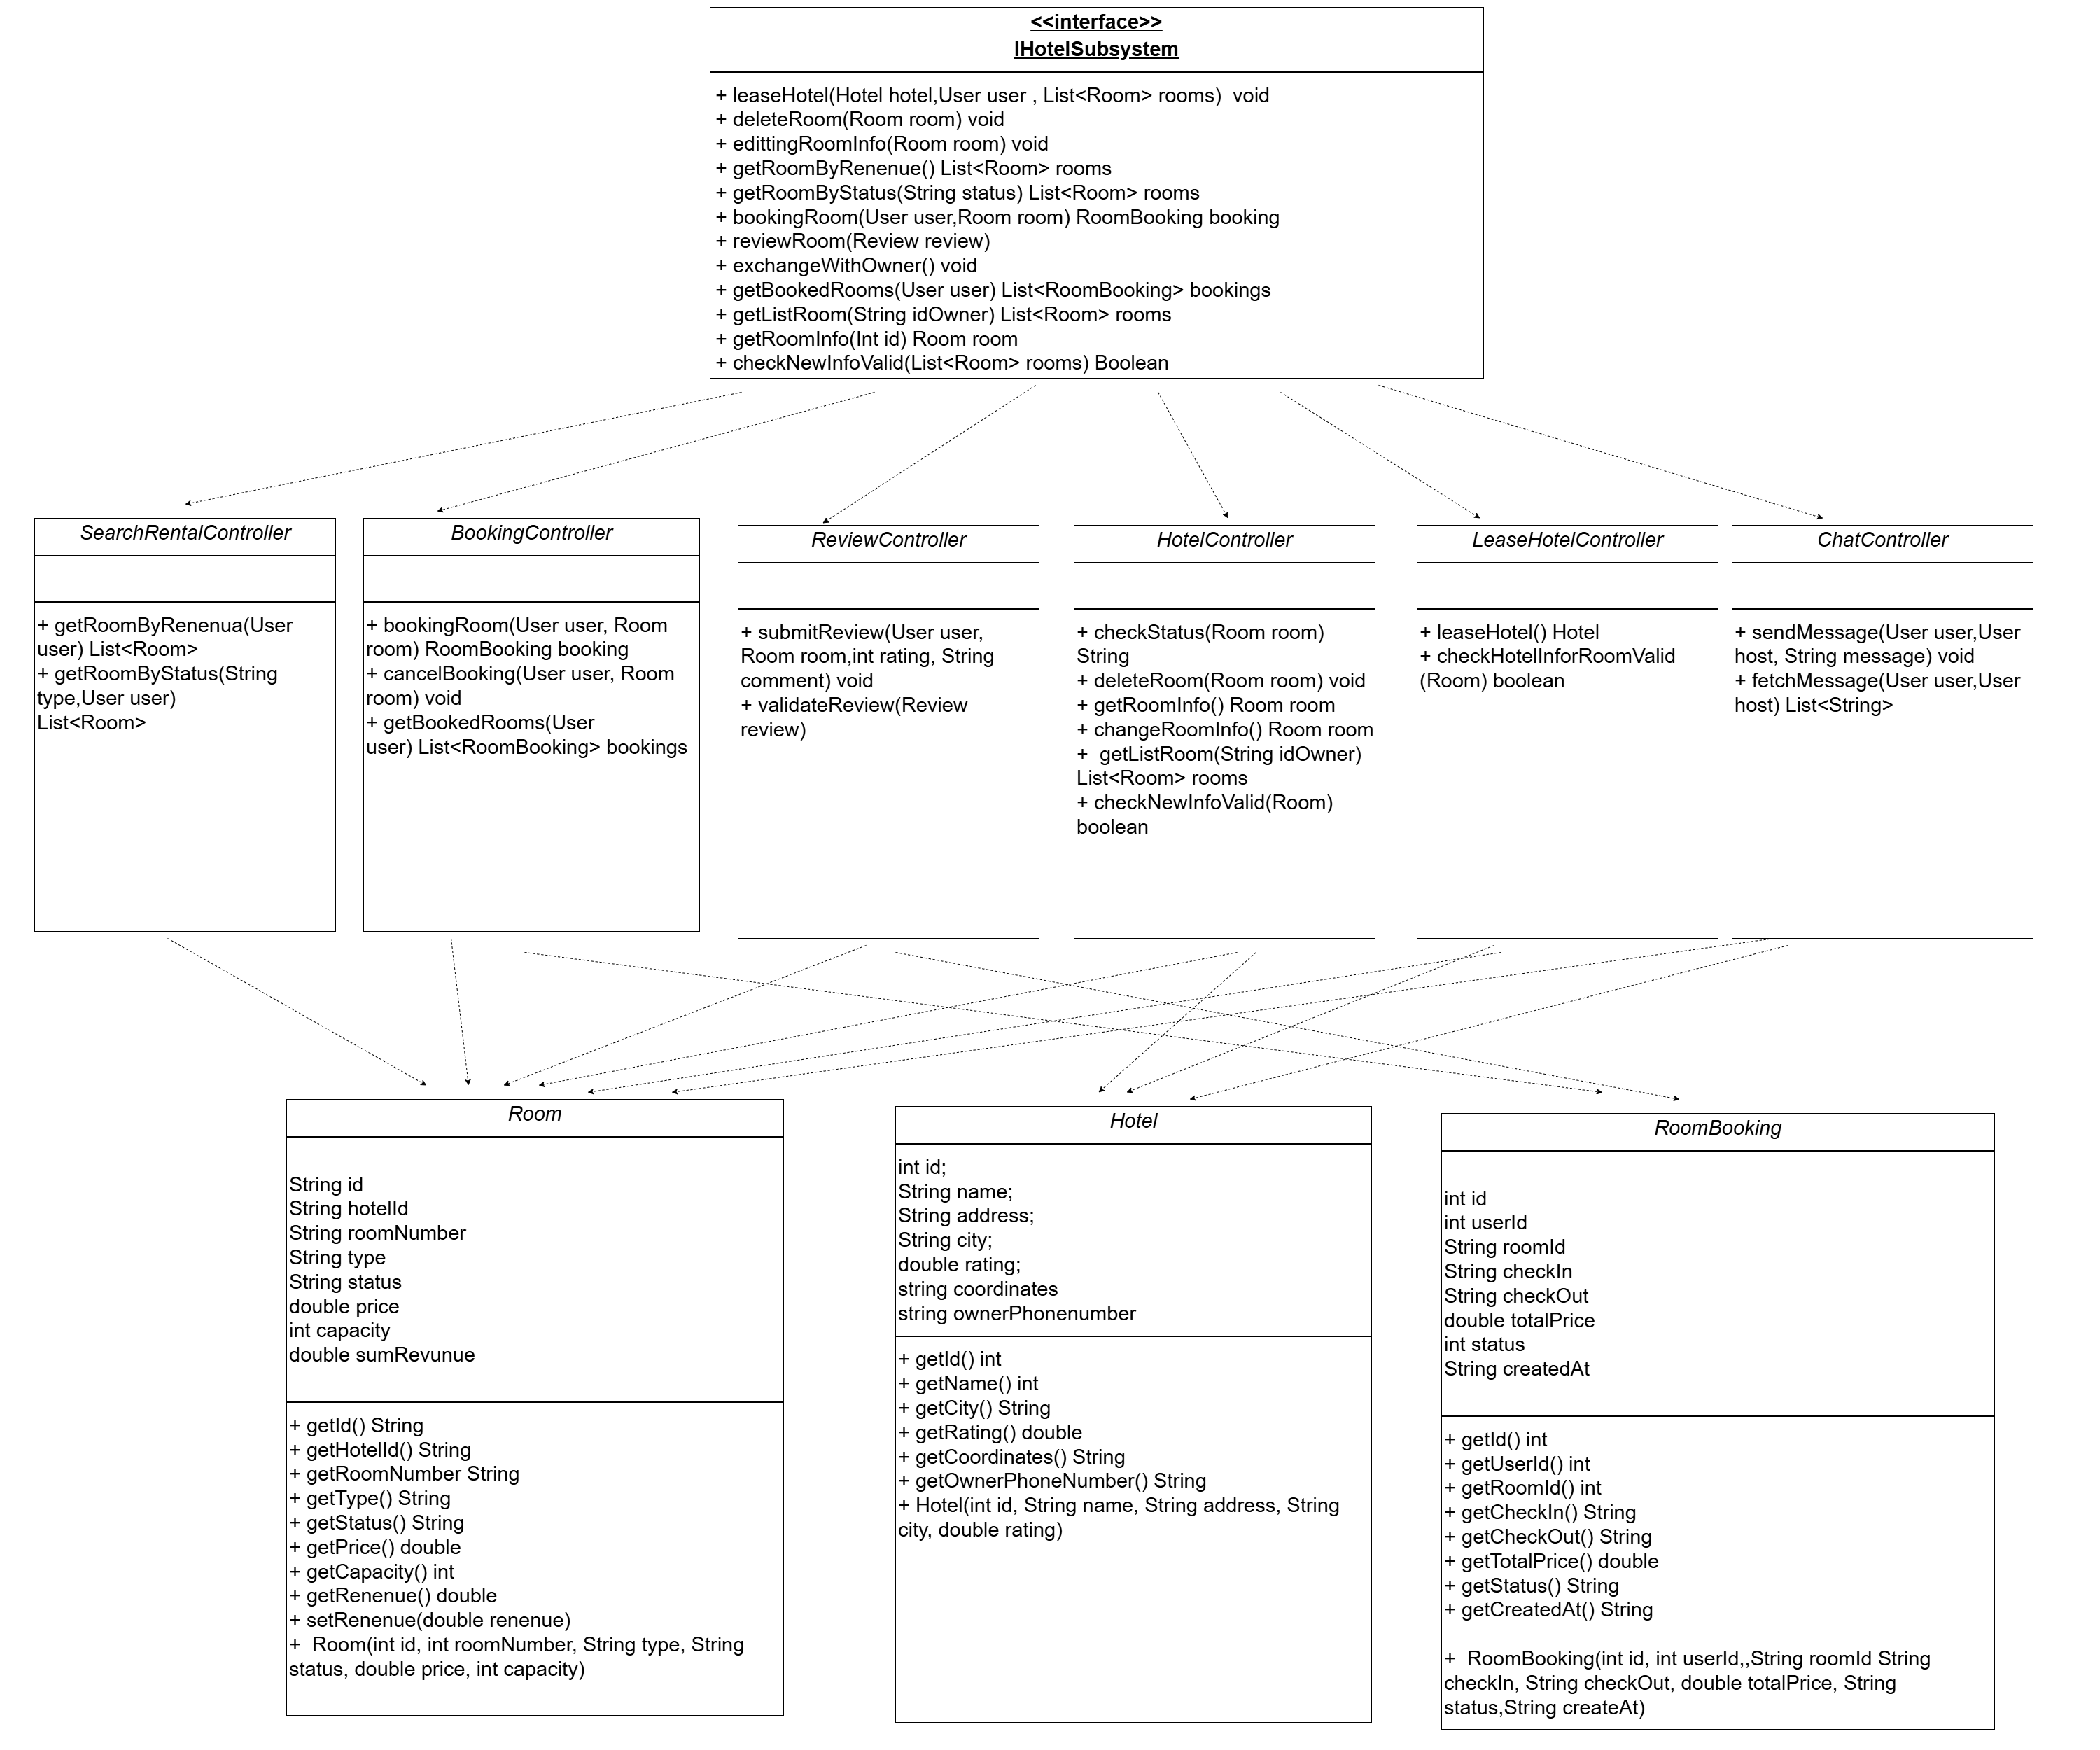 <<interface>>
IHotelSubsystem
+ leaseHotel(Hotel hotel,User user , List<Room> rooms)  void
+ deleteRoom(Room room) void
+ edittingRoomInfo(Room room) void
+ getRoomByRenenue() List<Room> rooms
+ getRoomByStatus(String status) List<Room> rooms
+ bookingRoom(User user,Room room) RoomBooking booking
+ reviewRoom(Review review)
+ exchangeWithOwner() void
+ getBookedRooms(User user) List<RoomBooking> bookings
+ getListRoom(String idOwner) List<Room> rooms
+ getRoomInfo(Int id) Room room
+ checkNewInfoValid(List<Room> rooms) Boolean
SearchRentalController
+ getRoomByRenenua(User
user) List<Room>
+ getRoomByStatus(String
type,User user)
List<Room>
BookingController
+ bookingRoom(User user, Room
room) RoomBooking booking
+ cancelBooking(User user, Room
room) void
+ getBookedRooms(User
user) List<RoomBooking> bookings
ReviewController
+ submitReview(User user,
Room room,int rating, String
comment) void
+ validateReview(Review
review)
HotelController
+ checkStatus(Room room)
String
+ deleteRoom(Room room) void
+ getRoomInfo() Room room
+ changeRoomInfo() Room room
+  getListRoom(String idOwner)
List<Room> rooms
+ checkNewInfoValid(Room)
boolean
LeaseHotelController
+ leaseHotel() Hotel
+ checkHotelInforRoomValid
(Room) boolean
ChatController
+ sendMessage(User user,User
host, String message) void
+ fetchMessage(User user,User
host) List<String>
Room
String id
String hotelId
String roomNumber
String type
String status
double price
int capacity
double sumRevunue
+ getId() String
+ getHotelId() String
+ getRoomNumber String
+ getType() String
+ getStatus() String
+ getPrice() double
+ getCapacity() int
+ getRenenue() double
+ setRenenue(double renenue)
+  Room(int id, int roomNumber, String type, String
status, double price, int capacity)
Hotel
int id;
String name;
String address;
String city;
double rating;
string coordinates
string ownerPhonenumber
+ getId() int
+ getName() int
+ getCity() String
+ getRating() double
+ getCoordinates() String
+ getOwnerPhoneNumber() String
+ Hotel(int id, String name, String address, String
city, double rating)
RoomBooking
int id
int userId
String roomId
String checkIn
String checkOut
double totalPrice
int status
String createdAt
+ getId() int
+ getUserId() int
+ getRoomId() int
+ getCheckIn() String
+ getCheckOut() String
+ getTotalPrice() double
+ getStatus() String
+ getCreatedAt() String
+  RoomBooking(int id, int userId,,String roomId String
checkIn, String checkOut, double totalPrice, String
status,String createAt)